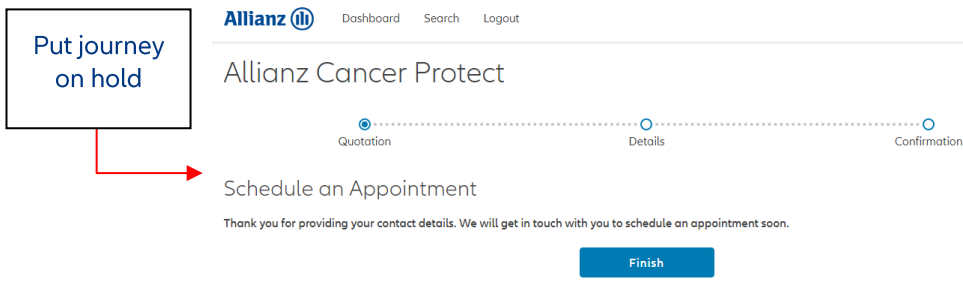 Put journey
on hold
Allianz Dashboard Search Logout
Allianz Cancer Protect
Quotation Details Confirmation
Schedule an Appointment
Thank you for providing your contact details. We will get in touch with you to schedule an appointment soon.
Finish